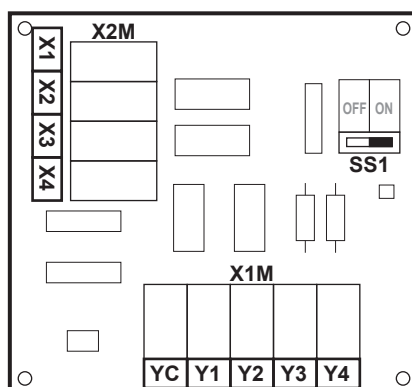 X2M
X1
X2
X3
X4
OFF ON
SS1
X1M
YC Y1 Y2 Y3 Y4